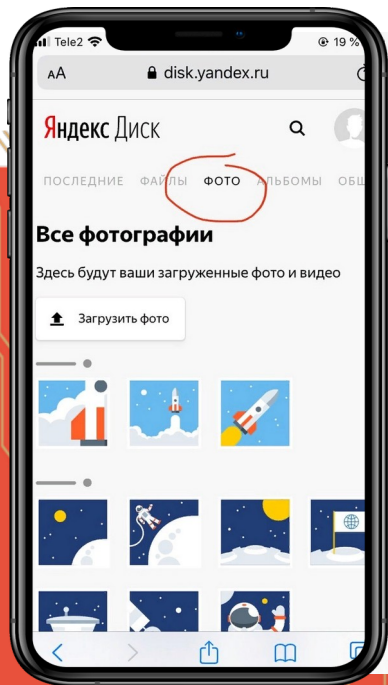 Tele2 19 %
AA disk.yandex.ru
Яндекс Диск
ПОСЛЕДНИЕ ФАЙЛЫ ФОТО АЛЬБОМЫ
Все фотографии
Здесь будут ваши загруженные фото и видео
Загрузить фото